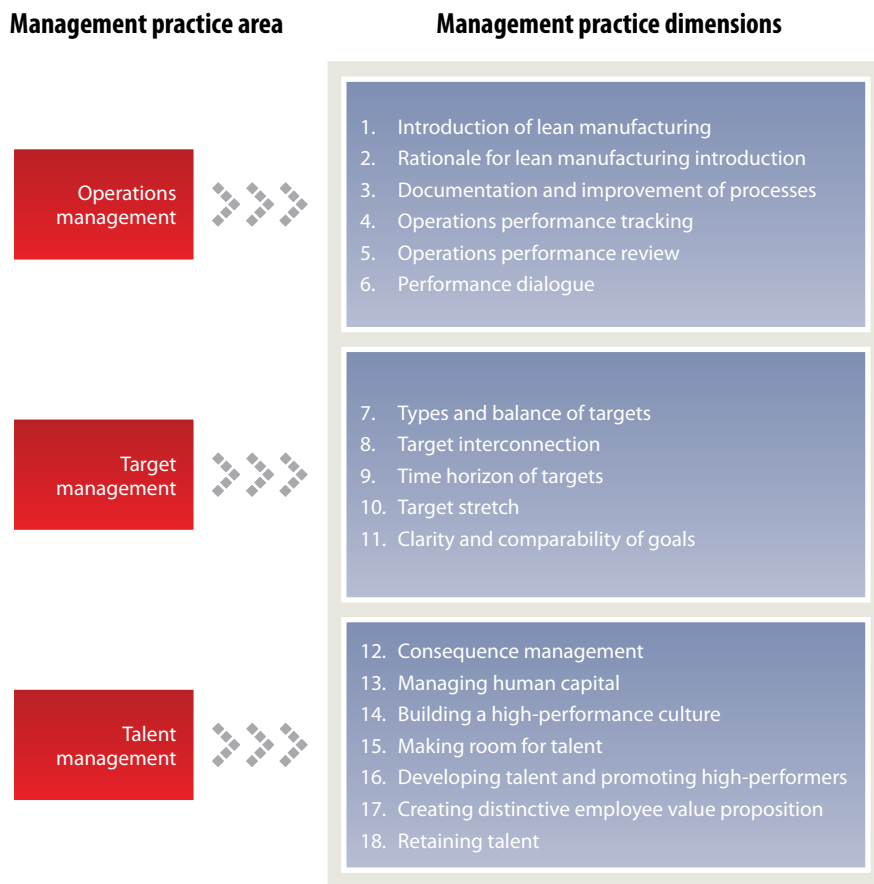 Management practice area
Management practice dimensions
Operations
management
1. Introduction of lean manufacturing
2. Rationale for lean manufacturing introduction
3. Documentation and improvement of processes
4. Operations performance tracking
5. Operations performance review
6. Performance dialogue
Target
management
7. Types and balance of targets
8. Target interconnection
9. Time horizon of targets
10. Target stretch
11. Clarity and comparability of goals
Talent
management
12. Consequence management
13. Managing human capital
14. Building a high-performance culture
15. Making room for talent
16. Developing talent and promoting high-performers
17. Creating distinctive employee value proposition
18. Retaining talent